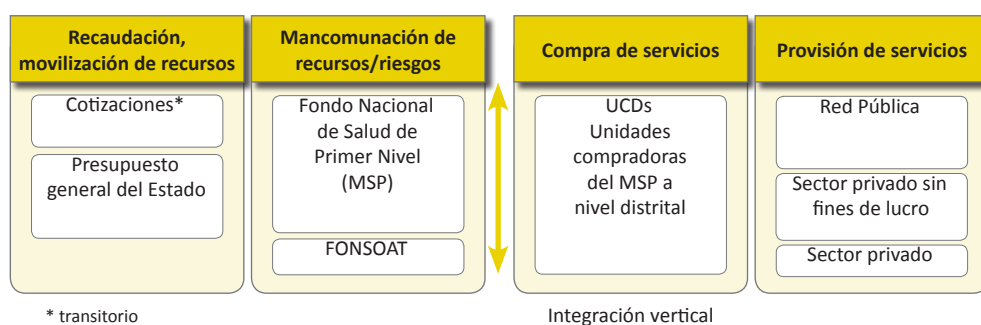 Recaudación,
movilización de recursos
Cotizaciones*
Presupuesto
general del Estado
Mancomunación de
recursos/riesgos
Fondo Nacional
de Salud de
Primer Nivel
(MSP)
FONSOAT
Compra de servicios
UCDs
Unidades
compradoras
del MSP a
nivel distrital
Provisión de servicios
Red Pública
Sector privado sin
fines de lucro
Sector privado
* transitorio
Integración vertical